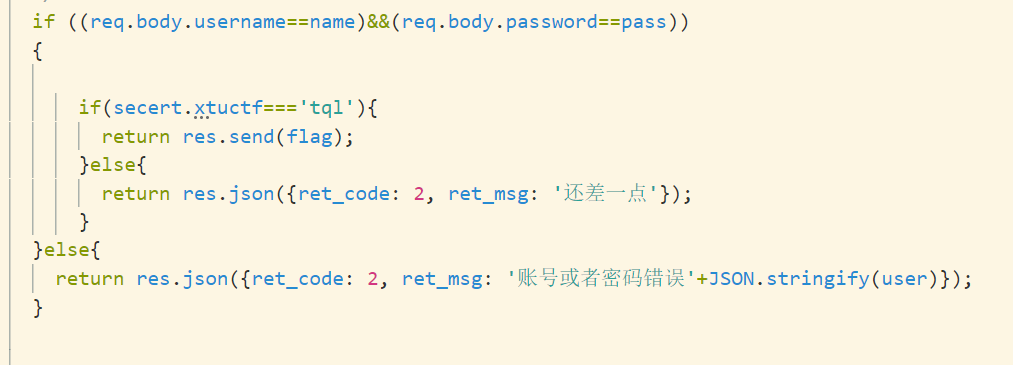 if ((req.body.username==name)&&(req.body.password==pass))
{
if(secert.xtuctf==='tql'){
return res.send(flag);
}else{
return res.json({ret_code: 2, ret_msg: '还差一点'});
}
}else{
return res.json({ret_code: 2, ret_msg: '账号或者密码错误'+JSON.stringify(user)});
}